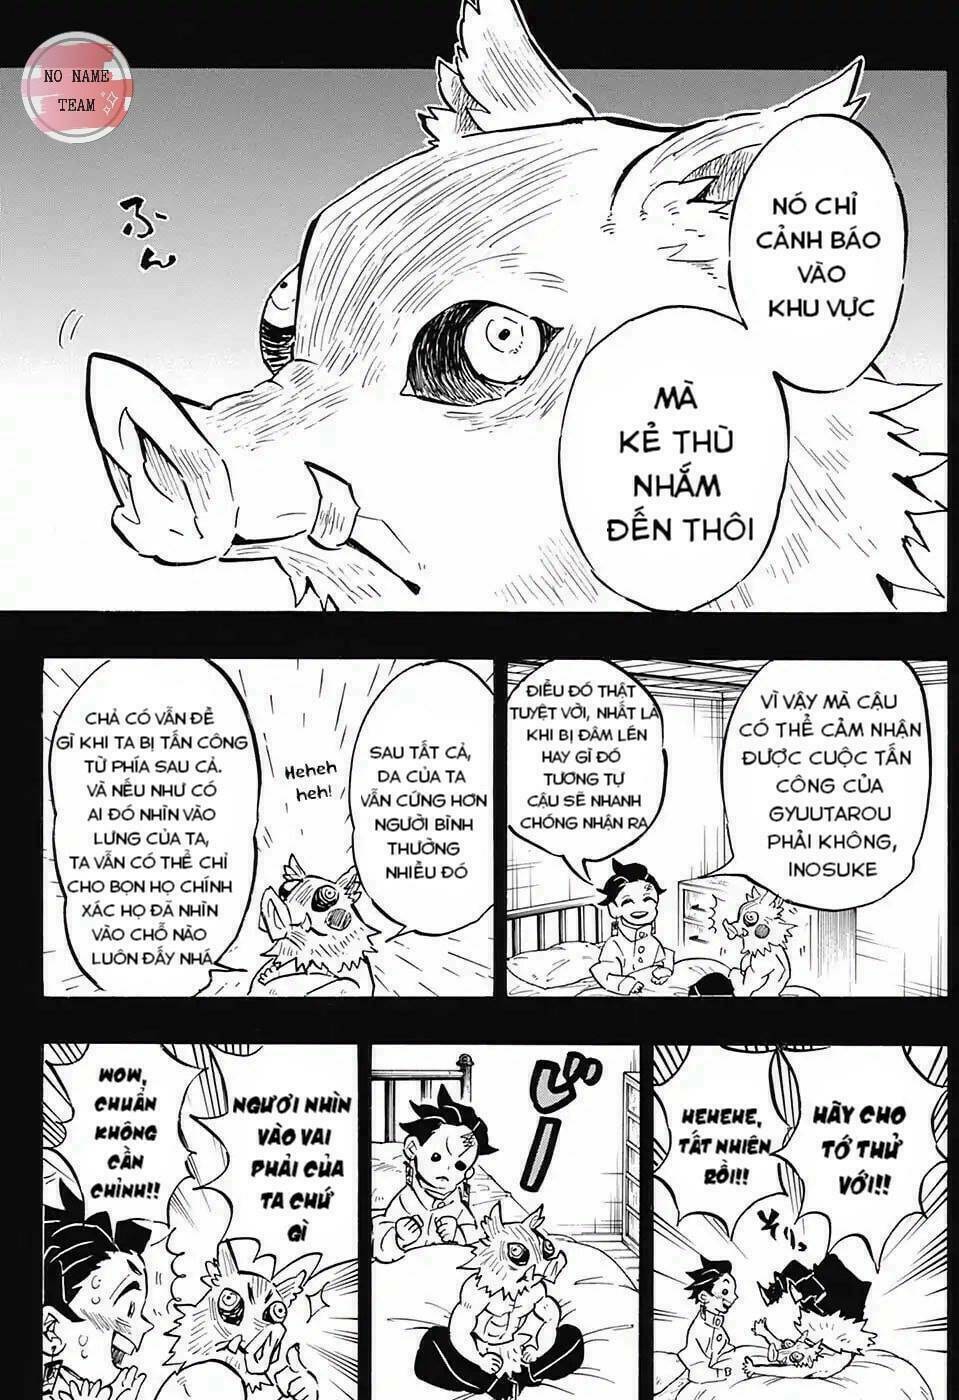 NO NAME
TEAM
NÓ CHỈ
CẢNH BÁO
VÀO
KHU VỰC
MÀ
KẺ THÙ
NHẮM
ĐẾN THÔI
ふん
VÌ VẬY MÀ CẬU
CÓ THỂ CẢM NHẬN
ĐƯỢC CUỘC TẤN
CÔNG CỦA
GYUUTAROU
PHẢI KHÔNG,
INOSUKE
ĐIỀU ĐÓ THẬT
TUYỆT VỜI, NHẤT LÀ
KHI BỊ ĐÂM LÉN
HAY GÌ ĐÓ
TƯƠNG TỰ
CẬU SẼ NHANH
CHÓNG NHẬN RA
SAU TẤT CẢ,
DA CỦA TA
VẪN CỨNG HƠN
NGƯỜI BÌNH
THƯỜNG
NHIỀU ĐÓ
Heheh
heh!
CHẢ CÓ VẤN ĐỀ
GÌ KHI TA BỊ TẤN CÔNG
TỪ PHÍA SAU CẢ.
VÀ NẾU NHƯ CÓ
AI ĐÓ NHÌN VÀO
LƯNG CỦA TA,
TA VẪN CÓ THỂ CHỈ
CHO BỌN HỌ CHÍNH
XÁC HỌ ĐÃ NHÌN
VÀO CHỖ NÀO
LUÔN ĐẤY NHÁ
HÃY CHO
TỚ THỬ
VỚI!!
HEHEHE,
TẤT NHIÊN
RỒI!!
じー
NGƯƠI NHÌN
VÀO VAI
PHẢI CỦA
TA CHỨ
GÌ
WOW,
CHUẨN
KHÔNG
CẦN
CHỈNH!!